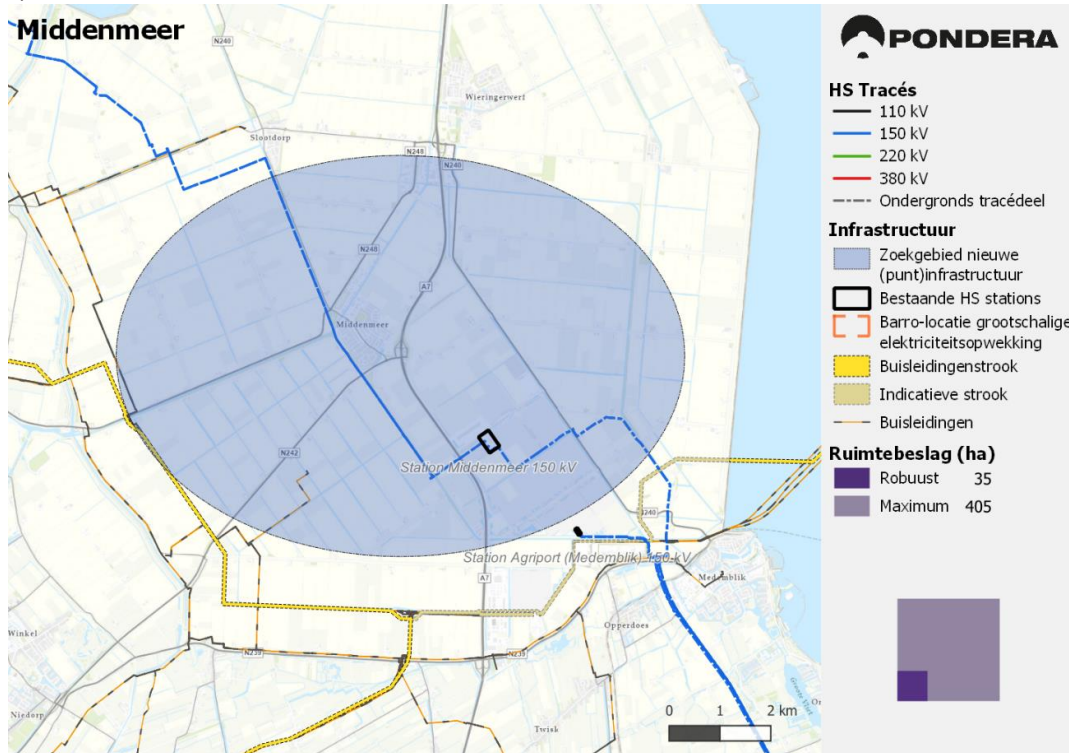 Middenmeer
N240
Wieringerwerf
Slootdorp
N248
N240
N248
A7
Middenmeer
N242
Station Middenmeer 150 kV
N240
Station Agriport (Medemblik) 150 kV
A7
Medemblik
Winkel
Opperdoes
N239
N239
Niedorp
Twisk
0 1 2 km
PONDERA
HS Tracés
110 kV
150 kV
220 kV
380 kV
Ondergronds tracédeel
Infrastructuur
Zoekgebied nieuwe
(punt)infrastructuur
Bestaande HS stations
Barro-locatie grootschalige
elektriciteitsopwekking
Buisleidingenstrook
Indicatieve strook
Buisleidingen
Ruimtebeslag (ha)
Robuust 35
Maximum 405